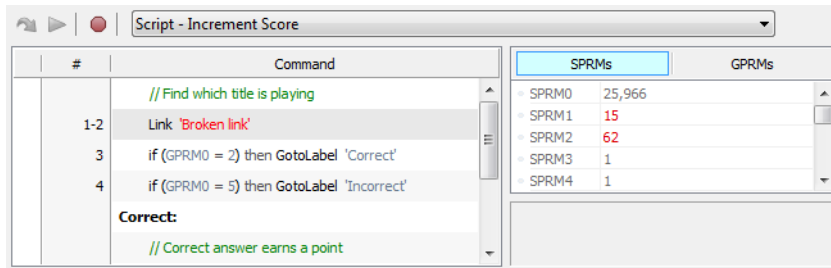 Script - Increment Score
# Command
// Find which title is playing
1-2 Link 'Broken link'
3 if (GPRM0 = 2) then GotoLabel 'Correct'
4 if (GPRM0 = 5) then GotoLabel 'Incorrect'
Correct:
// Correct answer earns a point
SPRMs GPRMs
SPRM0 25,966
SPRM1 15
SPRM2 62
SPRM3 1
SPRM4 1